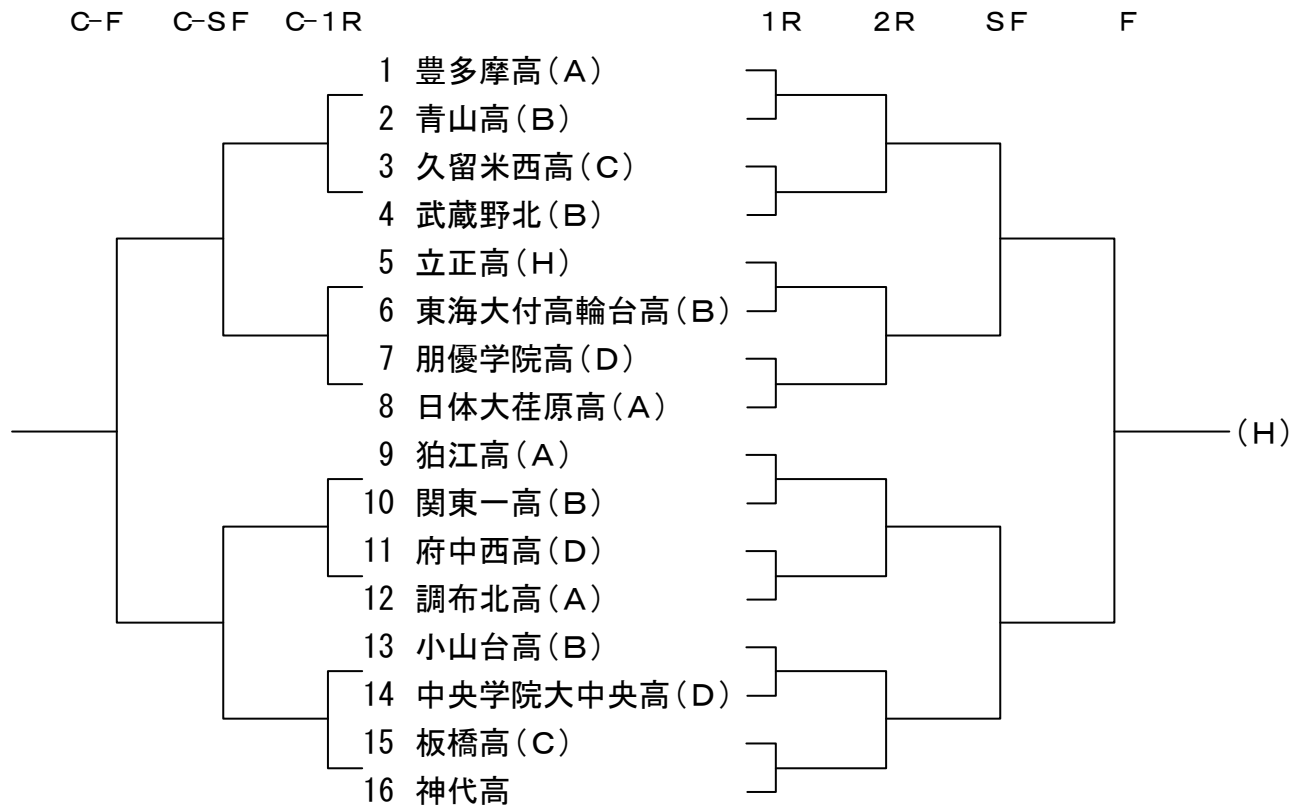 C-F C-SF C-1R 1R 2R SF F
1 豊多摩高(A)
2 青山高(B)
3 久留米西高(C)
4 武蔵野北(B)
5 立正高(H)
6 東海大付高輪台高(B)
7 朋優学院高(D)
8 日体大荏原高(A)
(H)
9 狛江高(A)
10 関東一高(B)
11 府中西高(D)
12 調布北高(A)
13 小山台高(B)
14 中央学院大中央高(D)
15 板橋高(C)
16 神代高